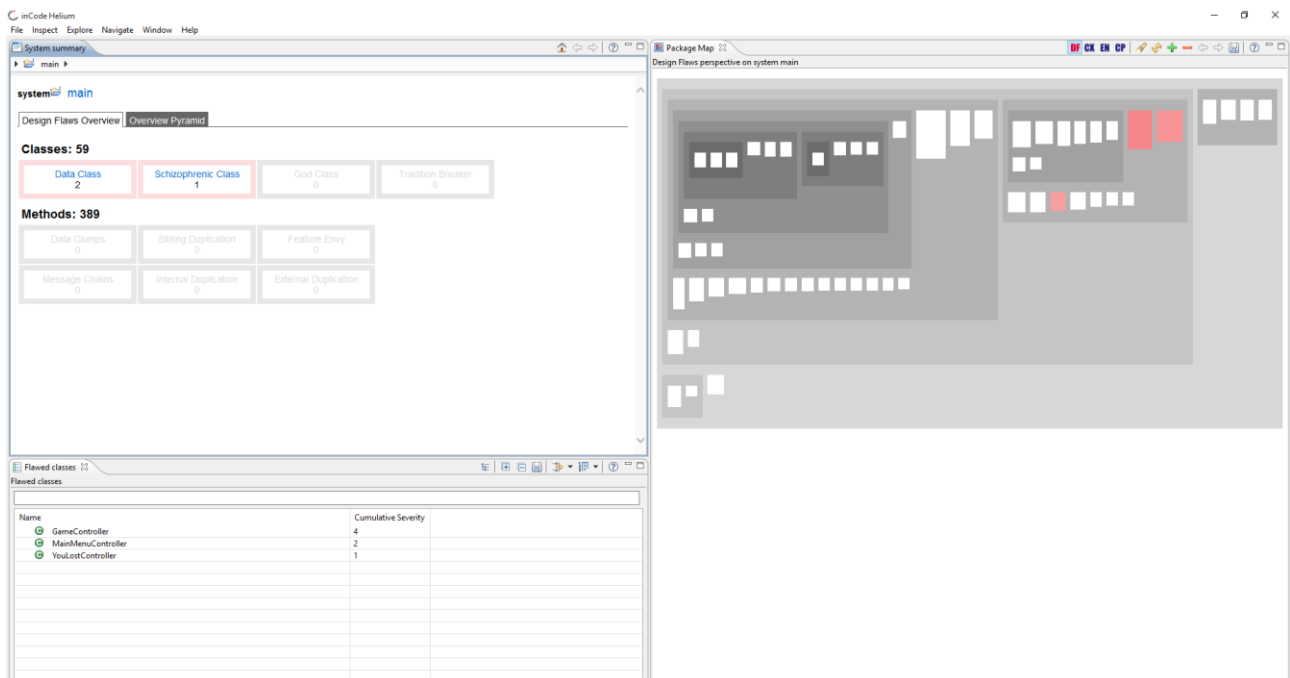 inCode Helium
File Inspect Explore Navigate Window Help
System summary
main
system main
Design Flaws Overview Overview Pyramid
Classes: 59
Data Class Schizophrenic Class God Class Tradition Breaker
2 1 0 0
Methods: 389
Data Clumps Sibling Duplication Feature Envy
0 0 0
Message Chains Internal Duplication External Duplication
0 0 0
Flawed classes
Flawed classes
Name Cumulative Severity
GameController 4
MainMenuController 2
YouLostController 1
Package Map DF CX EN CP
Design Flaws perspective on system main